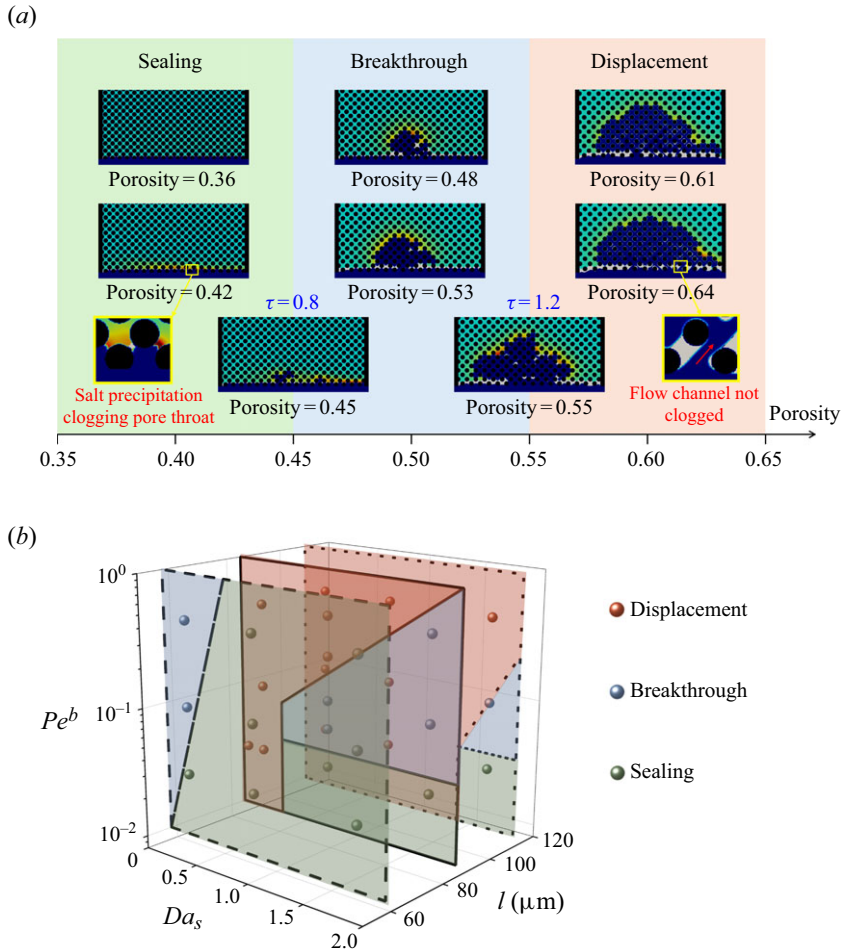 (a)
Sealing
Breakthrough
Displacement
Porosity = 0.36
Porosity = 0.48
Porosity = 0.61
Porosity = 0.42
Porosity = 0.53
Porosity = 0.64
τ = 0.8
τ = 1.2
Salt precipitation
clogging pore throat
Porosity = 0.45
Porosity = 0.55
Flow channel not
clogged
Porosity
0.35 0.40 0.45 0.50 0.55 0.60 0.65
(b)
10⁰
10⁻¹
10⁻²
Peᵇ
0
0.5
1.0
1.5
2.0
Daₛ
60
80
100
120
l (μm)
Displacement
Breakthrough
Sealing